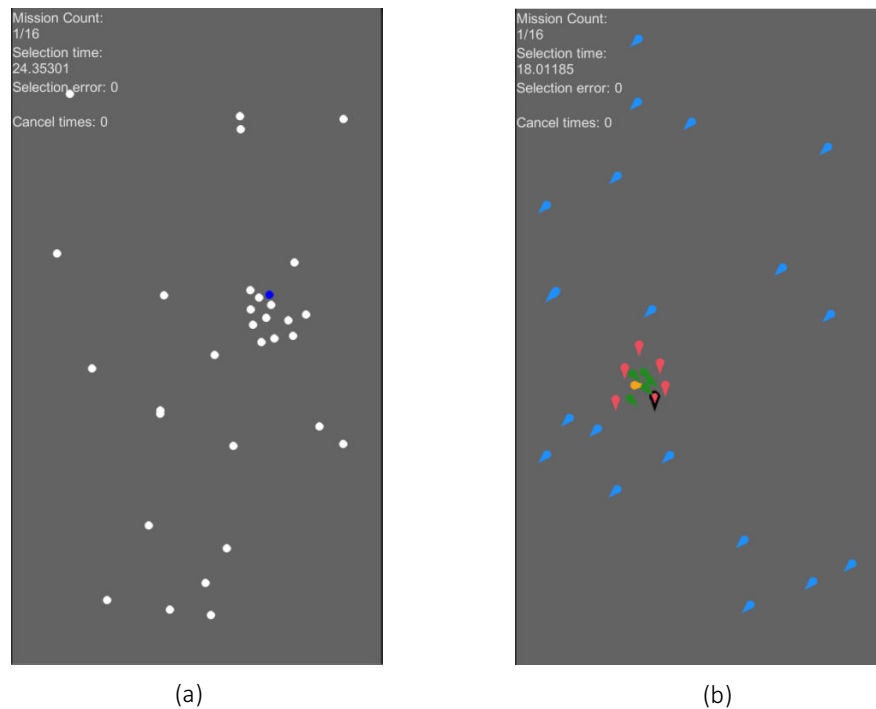 Mission Count:
1/16
Selection time:
24.35301
Selection error: 0
Cancel times: 0
Mission Count:
1/16
Selection time:
18.01185
Selection error: 0
Cancel times: 0
(a)
(b)